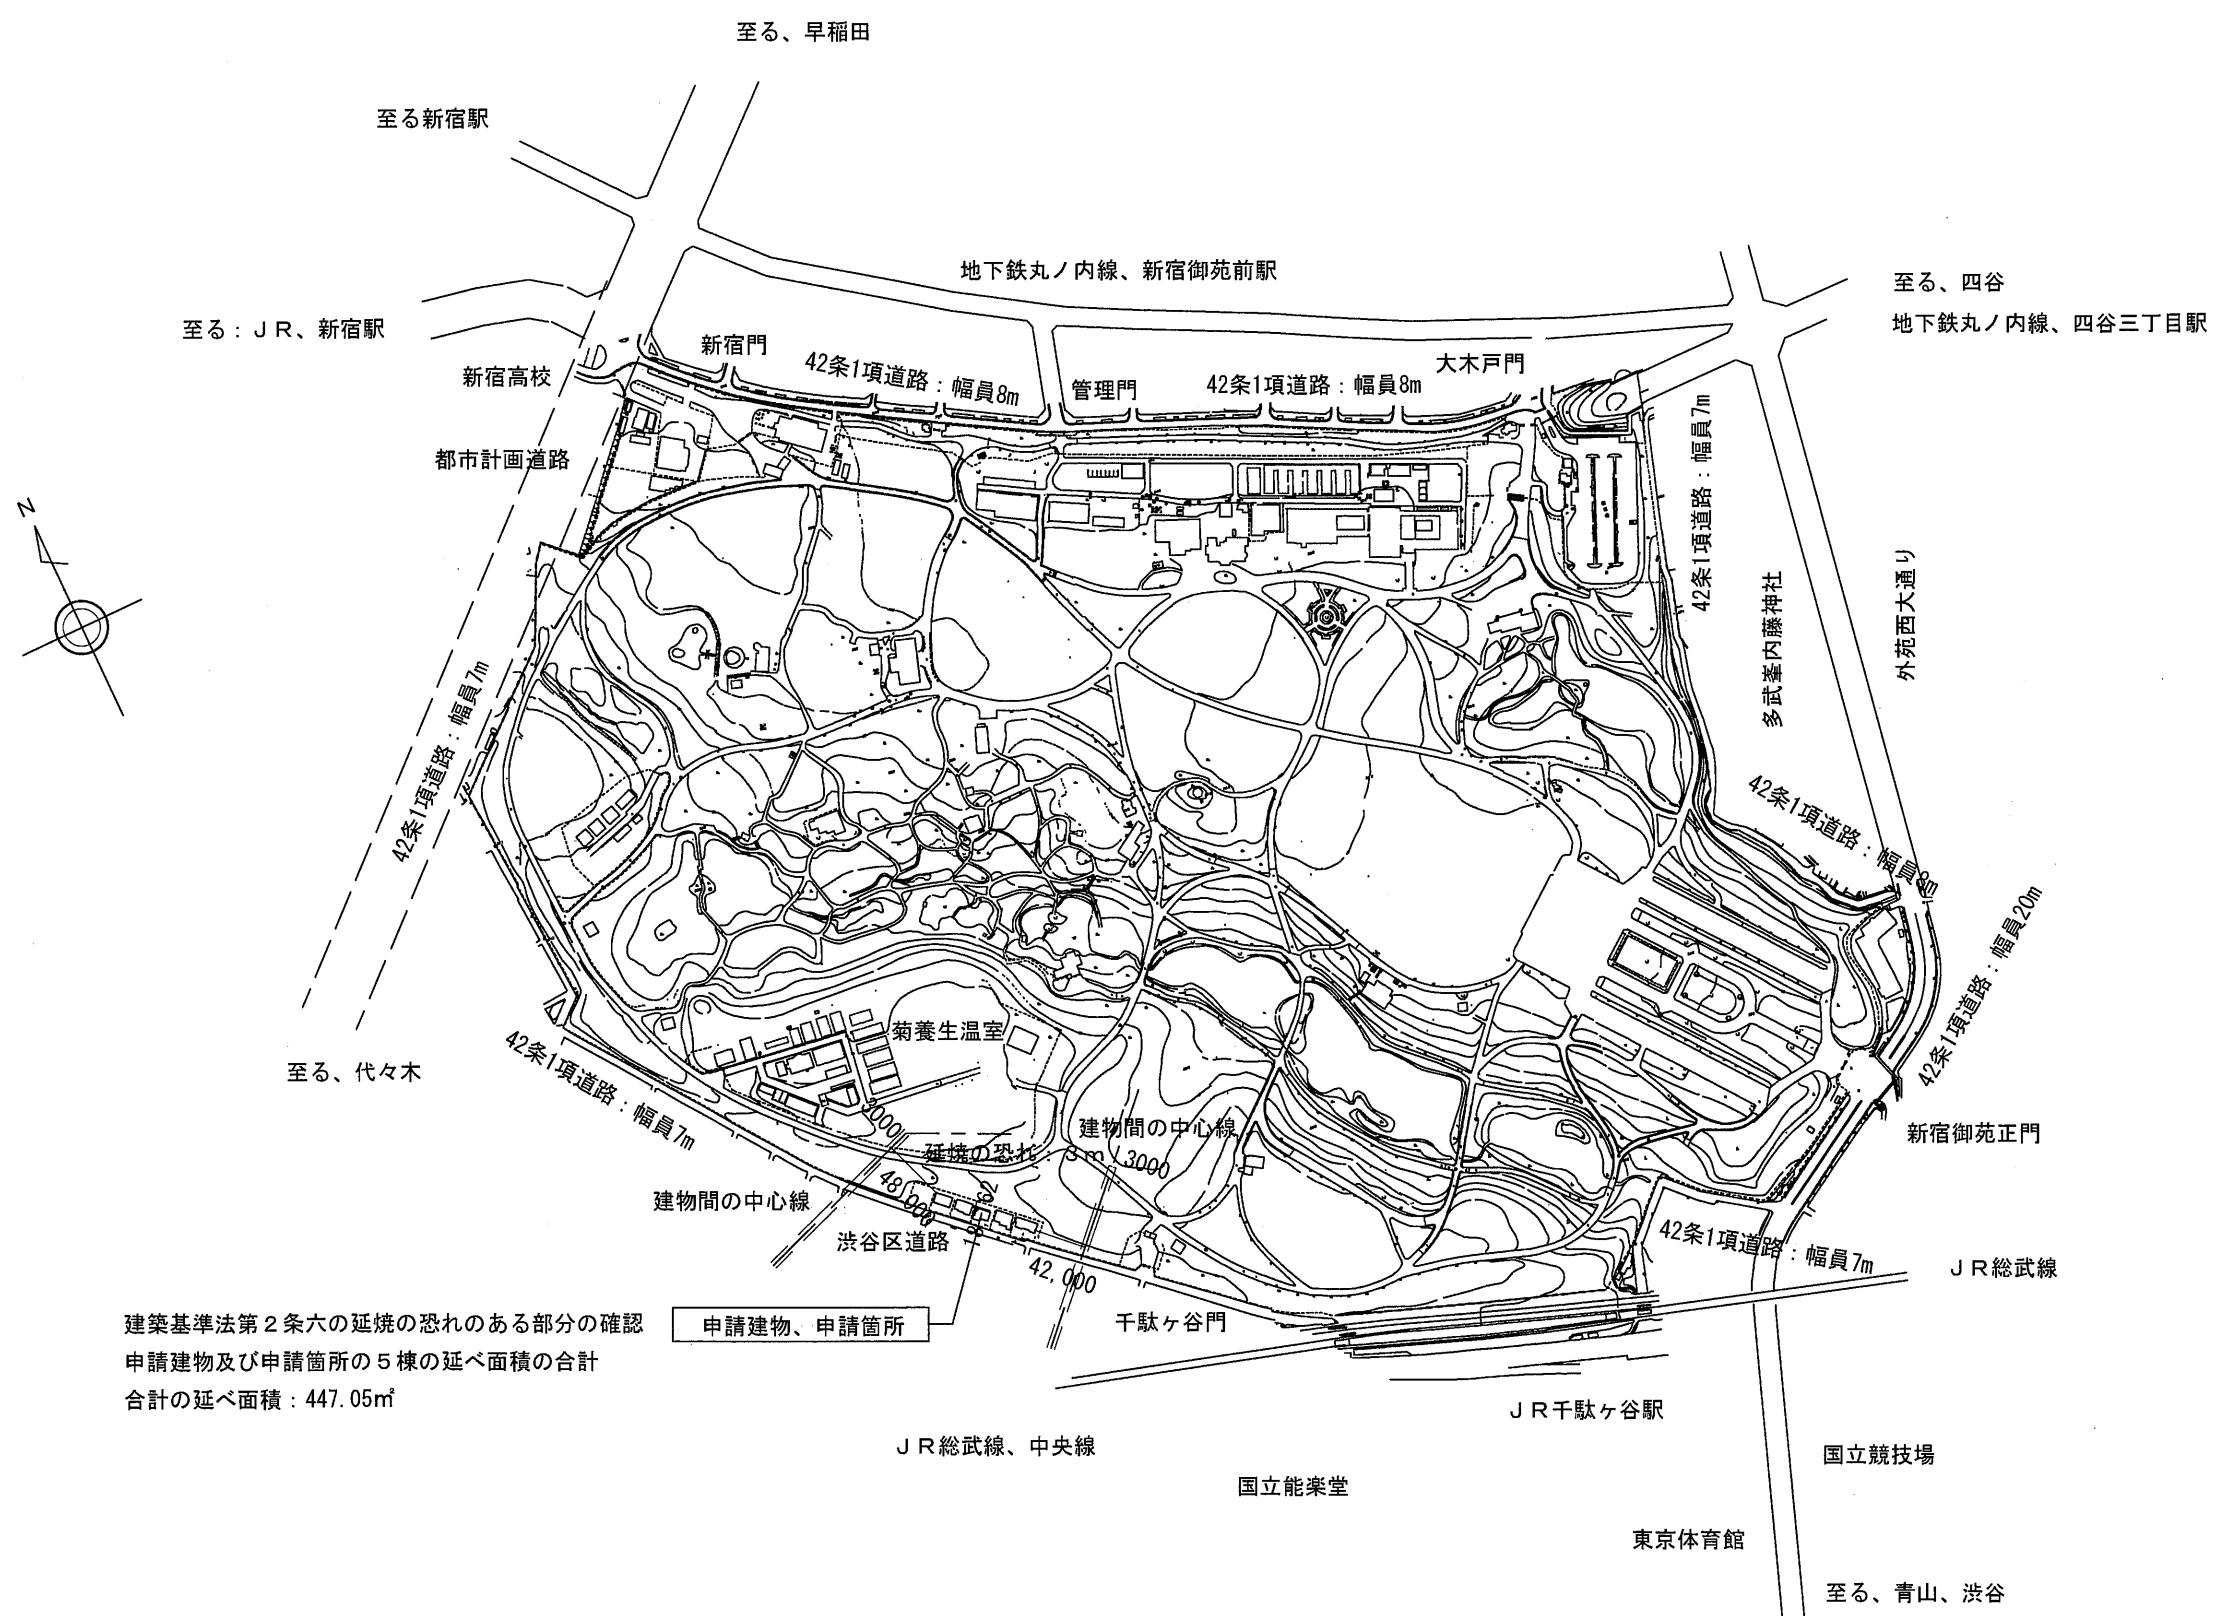 至る、早稲田
至る新宿駅
地下鉄丸ノ内線、新宿御苑前駅
至る、四谷
地下鉄丸ノ内線、四谷三丁目駅
至る：ＪＲ、新宿駅
新宿高校
新宿門
42条1項道路：幅員8m
管理門
42条1項道路：幅員8m
大木戸門
都市計画道路
42条1項道路：幅員7m
多武峯内藤神社
外苑西大通り
N
42条1項道路：幅員7m
42条1項道路：幅員8m
42条1項道路：幅員20m
至る、代々木
42条1項道路：幅員7m
菊養生温室
3000
建物間の中心線
延焼の恐れ：３ｍ
3000
新宿御苑正門
建物間の中心線
48,000
渋谷区道路
42,000
42条1項道路：幅員7m
ＪＲ総武線
申請建物、申請箇所
千駄ヶ谷門
建築基準法第２条六の延焼の恐れのある部分の確認
申請建物及び申請箇所の５棟の延べ面積の合計
合計の延べ面積：447.05㎡
ＪＲ千駄ヶ谷駅
ＪＲ総武線、中央線
国立能楽堂
国立競技場
東京体育館
至る、青山、渋谷